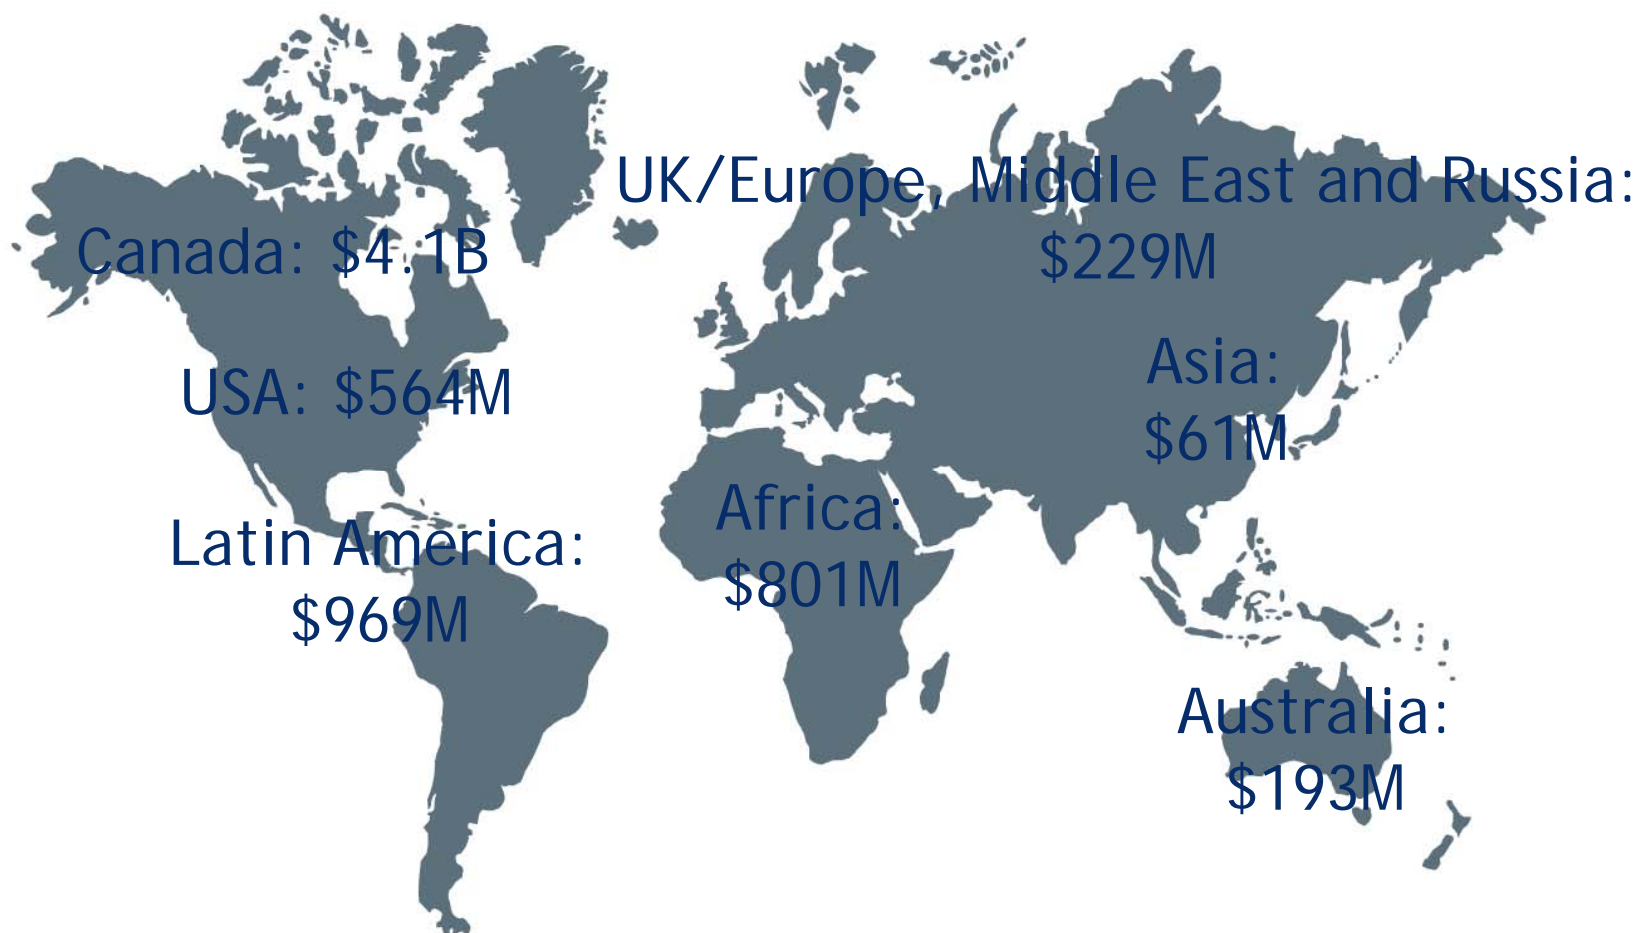 UK/Europe, Middle East and Russia:
$229M
Canada: $4.1B
USA: $564M
Asia:
$61M
Latin America:
$969M
Africa:
$801M
Australia:
$193M